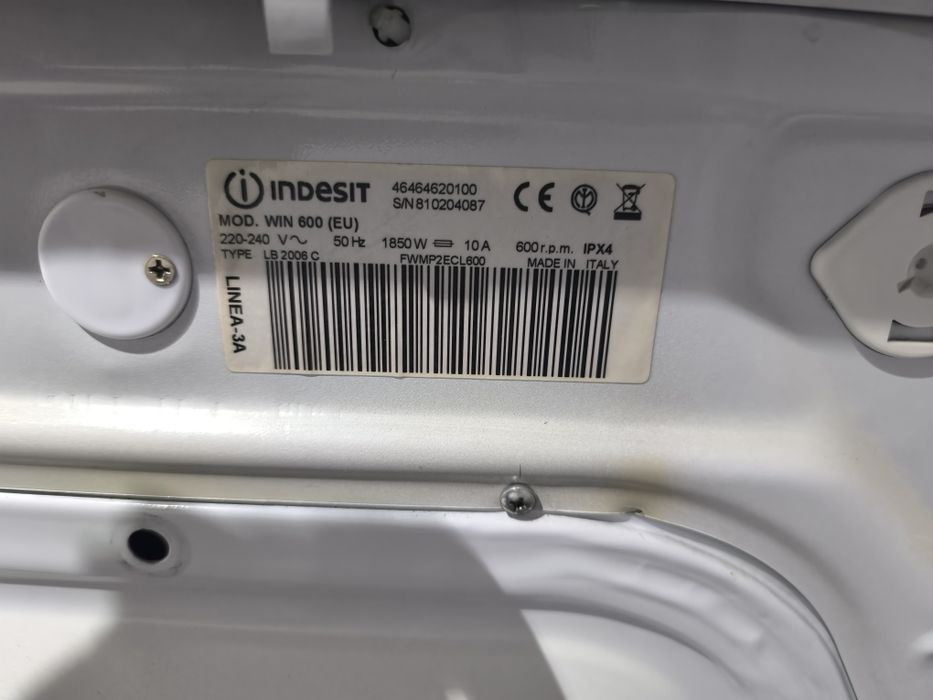 indesit 46464620100
S/N 810204087
MOD. WIN 600 (EU)
220-240 V~ 50 Hz 1850 W 10 A 600 r.p.m. IPX4
TYPE LB 2006 C FWMP2ECL600 MADE IN ITALY
LINEA-3A